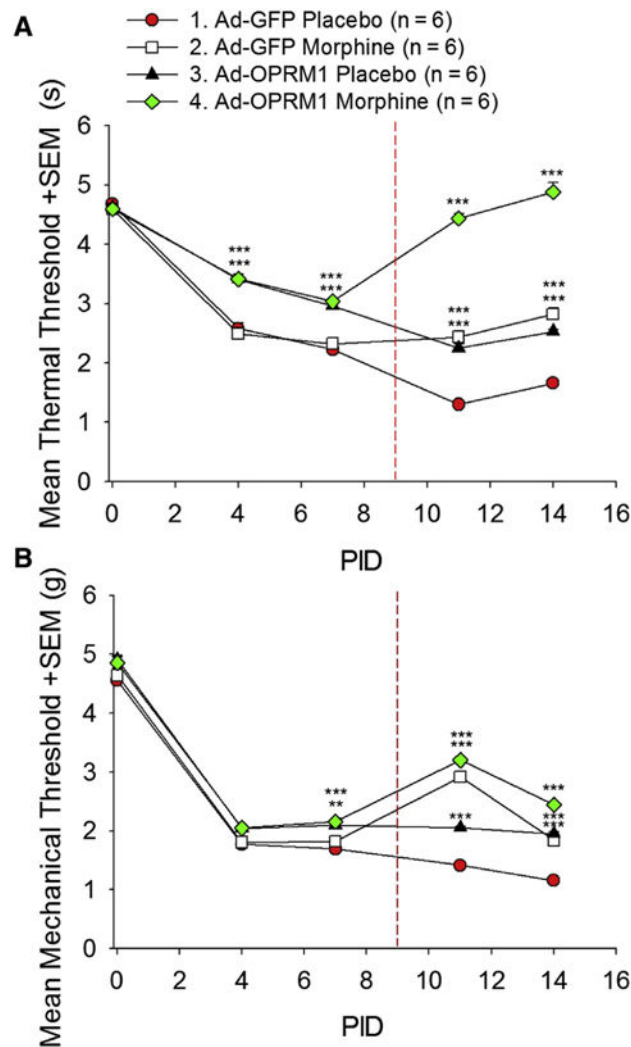 A
1. Ad-GFP Placebo (n = 6)
2. Ad-GFP Morphine (n = 6)
3. Ad-OPRM1 Placebo (n = 6)
4. Ad-OPRM1 Morphine (n = 6)
Mean Thermal Threshold +SEM (s)
6
5
4
3
2
1
0
***
***
***
***
***
***
***
***
***
***
0 2 4 6 8 10 12 14 16
PID
B
Mean Mechanical Threshold +SEM (g)
6
5
4
3
2
1
0
***
**
***
***
***
***
***
***
0 2 4 6 8 10 12 14 16
PID